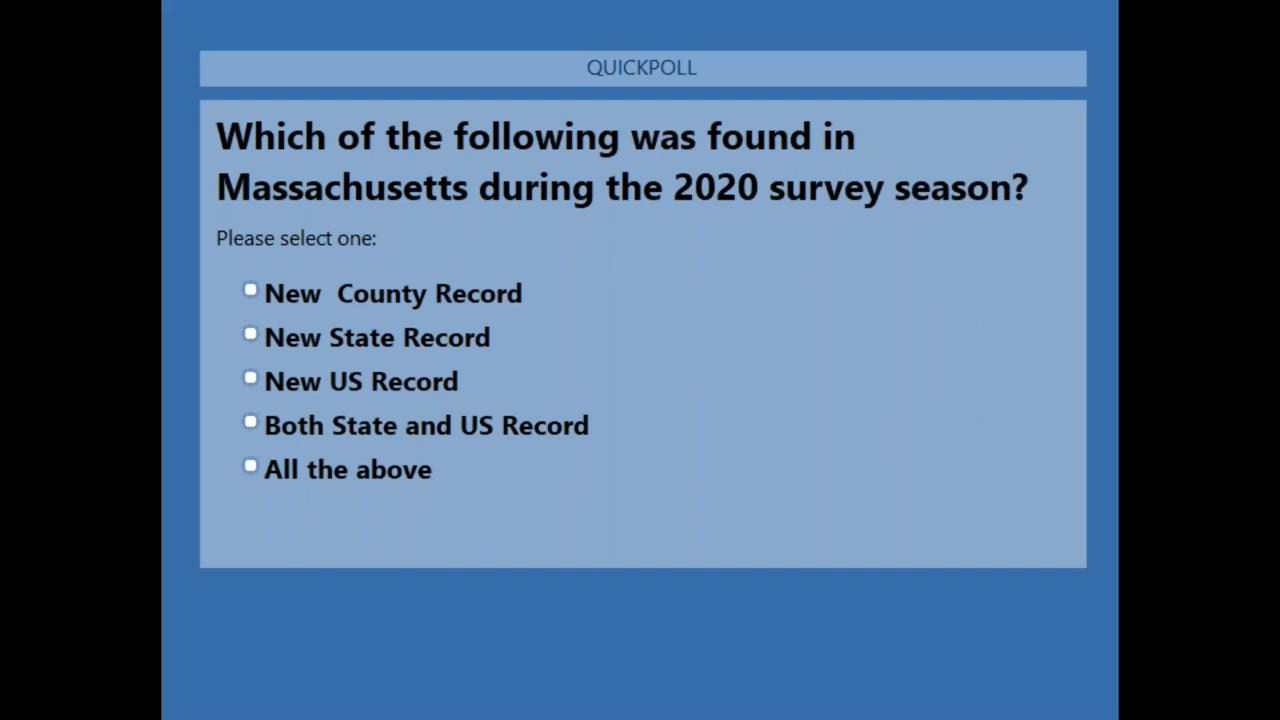 QUICKPOLL
Which of the following was found in
Massachusetts during the 2020 survey season?
Please select one:
New  County Record
New State Record
New US Record
Both State and US Record
All the above